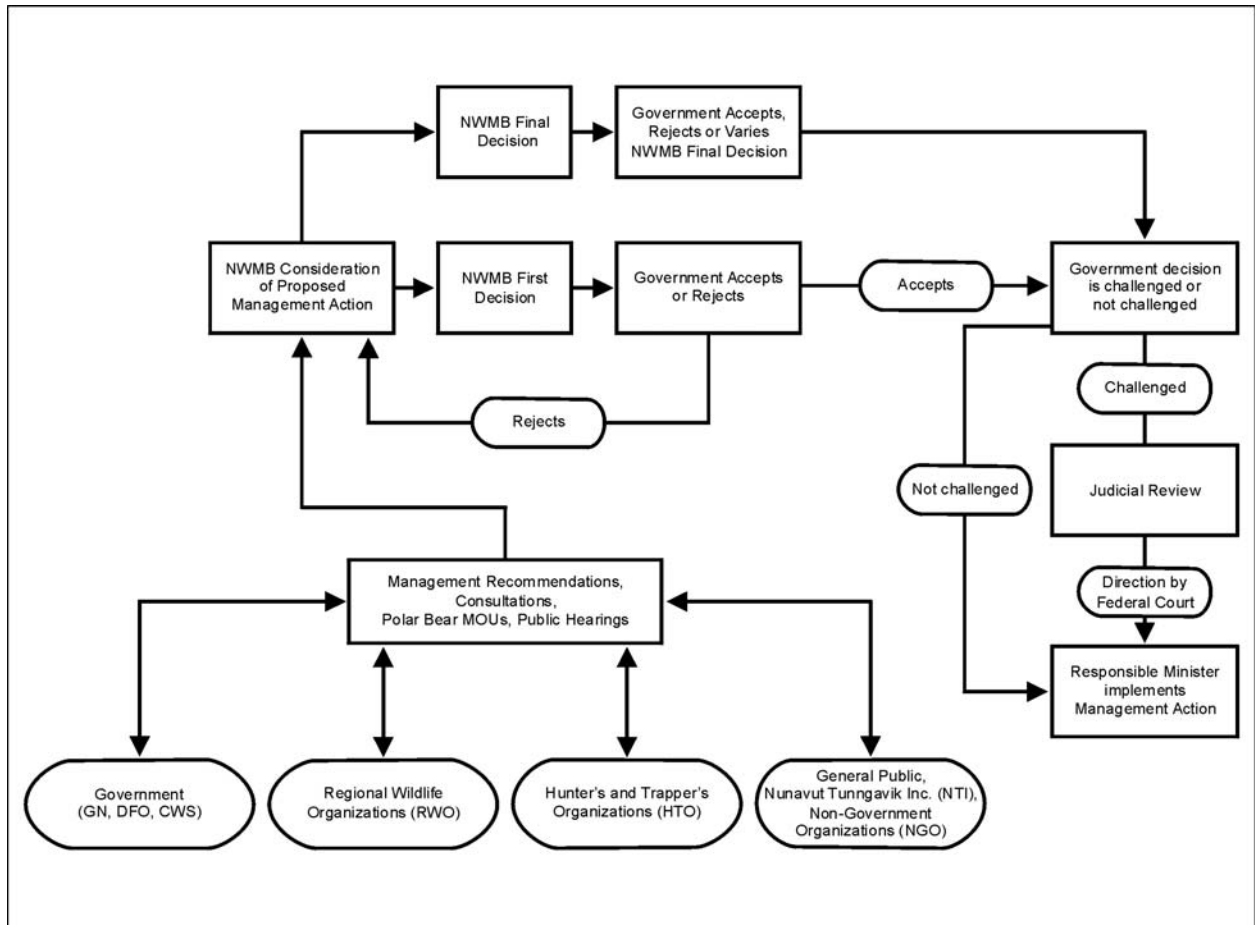 NWMB Final
Decision
Government Accepts,
Rejects or Varies
NWMB Final Decision
NWMB Consideration
of Proposed
Management Action
NWMB First
Decision
Government Accepts
or Rejects
Accepts
Government decision
is challenged or
not challenged
Rejects
Challenged
Not challenged
Judicial Review
Direction by
Federal Court
Management Recommendations,
Consultations,
Polar Bear MOUs, Public Hearings
Responsible Minister
implements
Management Action
Government
(GN, DFO, CWS)
Regional Wildlife
Organizations (RWO)
Hunter's and Trapper's
Organizations (HTO)
General Public,
Nunavut Tunngavik Inc. (NTI),
Non-Government
Organizations (NGO)